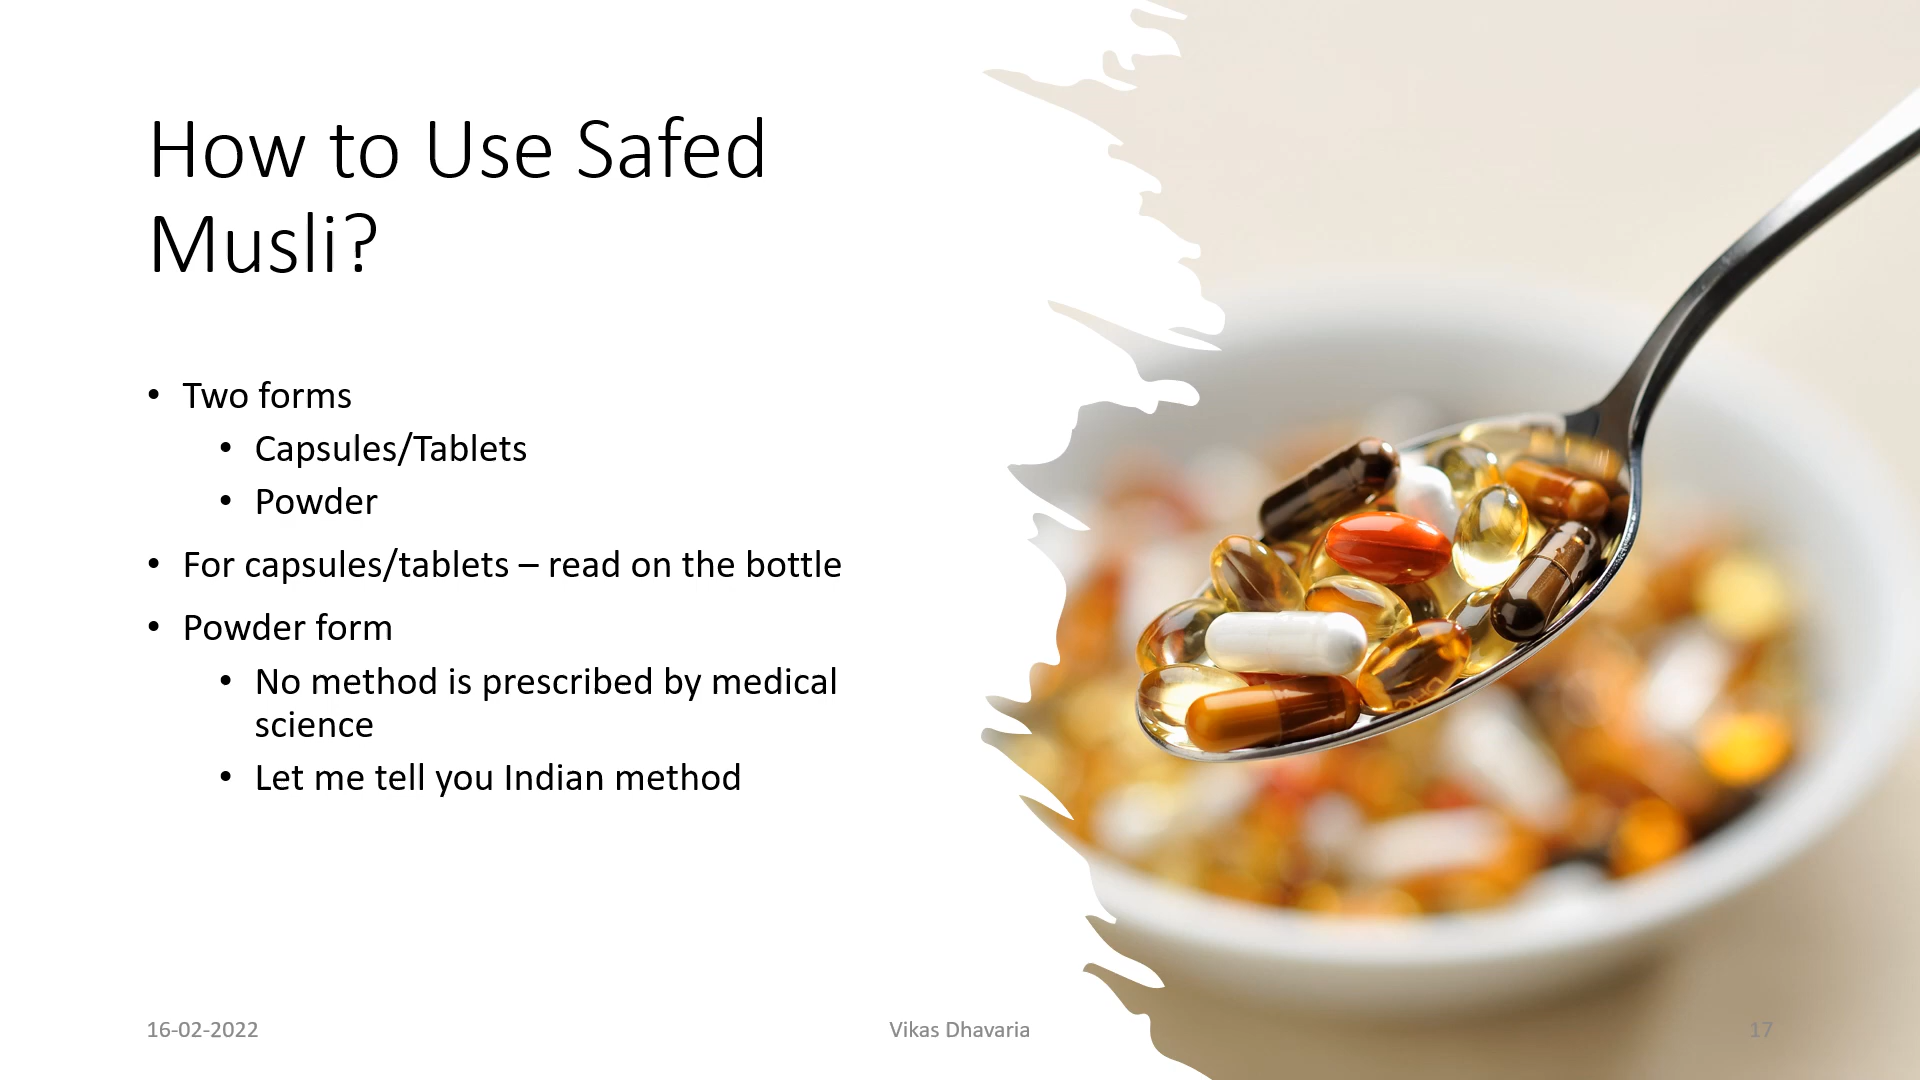 How to Use Safed
Musli?
• Two forms
• Capsules/Tablets
• Powder
• For capsules/tablets – read on the bottle
• Powder form
• No method is prescribed by medical
science
• Let me tell you Indian method
16-02-2022
Vikas Dhavaria
17